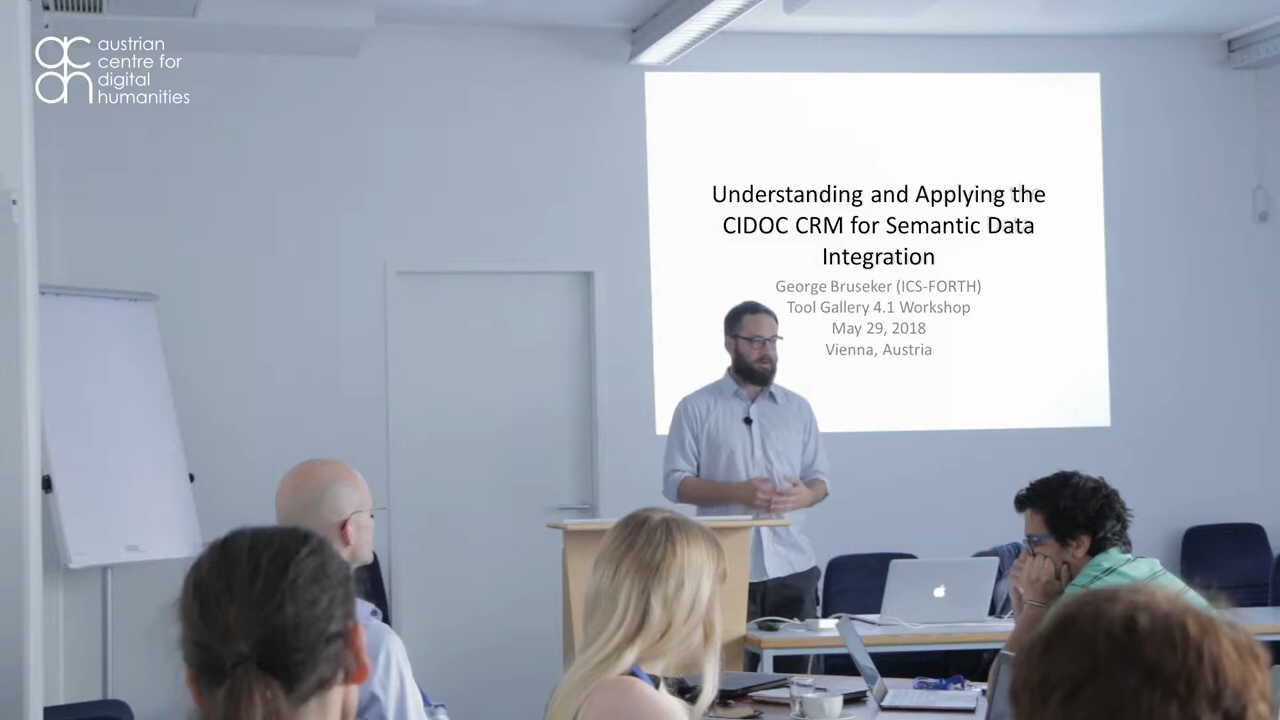 austrian
centre for
digital
humanities
Understanding and Applying the
CIDOC CRM for Semantic Data
Integration
George Bruseker (ICS-FORTH)
Tool Gallery 4.1 Workshop
May 29, 2018
Vienna, Austria